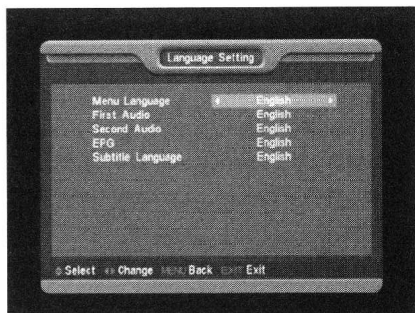 Language Setting
Menu Language English
First Audio English
Second Audio English
EPG English
Subtitle Language English
Select Change MENU Back EXIT Exit